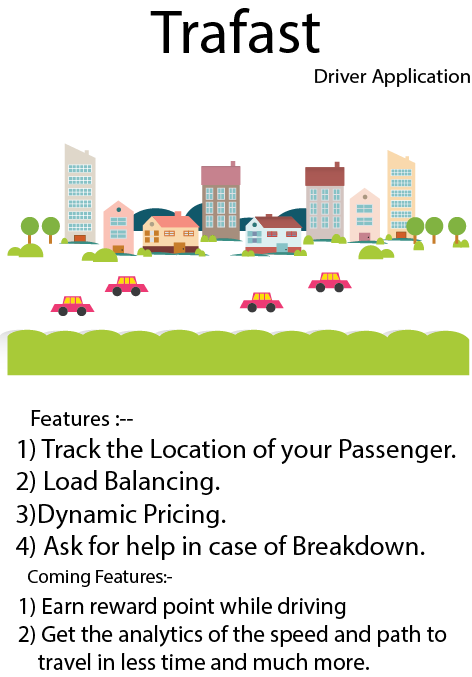 Trafast
Driver Application
Features :--
1) Track the Location of your Passenger.
2) Load Balancing.
3)Dynamic Pricing.
4) Ask for help in case of Breakdown.
Coming Features:-
1) Earn reward point while driving
2) Get the analytics of the speed and path to
travel in less time and much more.